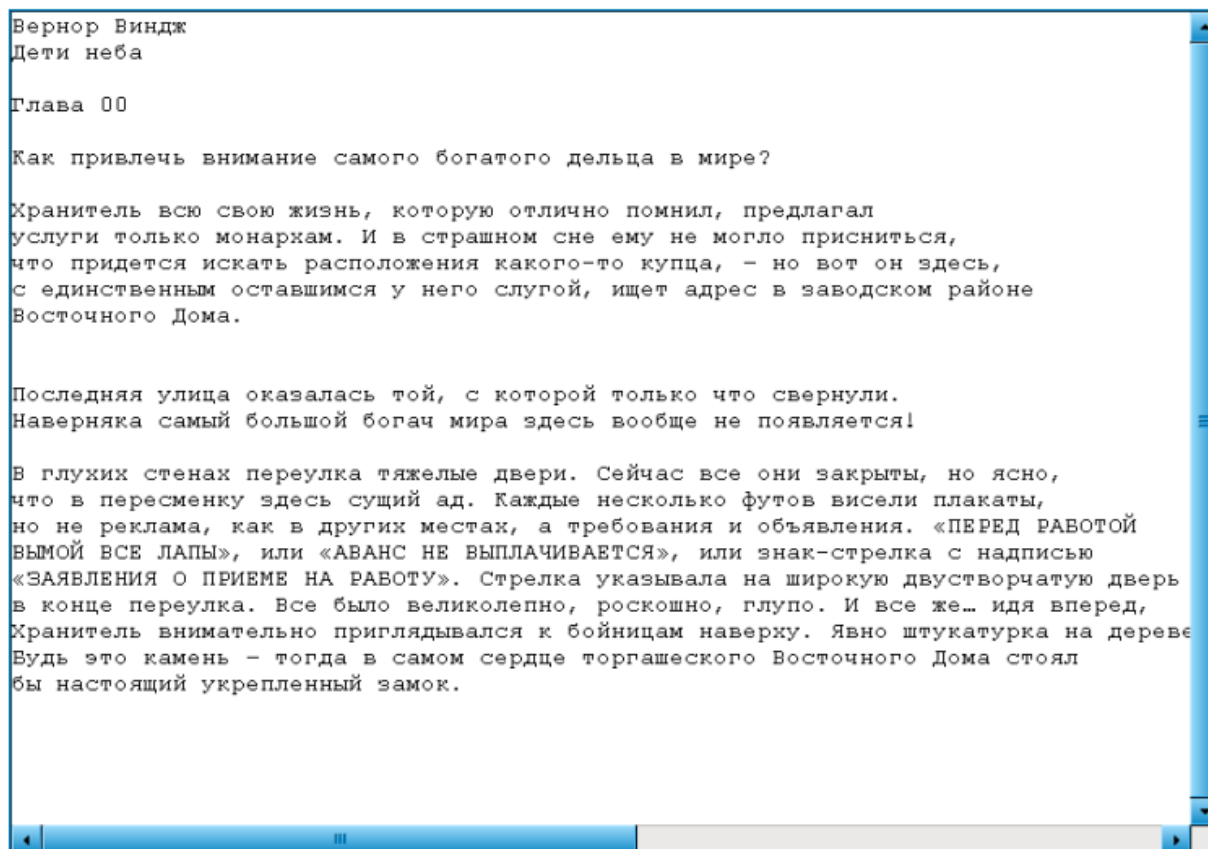 Вернор Виндж
Дети неба
Глава 00
Как привлечь внимание самого богатого дельца в мире?
Хранитель всю свою жизнь, которую отлично помнил, предлагал
услуги только монархам. И в страшном сне ему не могло присниться,
что придется искать расположения какого-то купца, – но вот он здесь,
с единственным оставшимся у него слугой, ищет адрес в заводском районе
Восточного Дома.
Последняя улица оказалась той, с которой только что свернули.
Наверняка самый большой богач мира здесь вообще не появляется!
В глухих стенах переулка тяжелые двери. Сейчас все они закрыты, но ясно,
что в пересменку здесь сущий ад. Каждые несколько футов висели плакаты,
но не реклама, как в других местах, а требования и объявления. «ПЕРЕД РАБОТОЙ
ВЫМОЙ ВСЕ ЛАПЫ», или «АВАНС НЕ ВЫПЛАЧИВАЕТСЯ», или знак-стрелка с надписью
«ЗАЯВЛЕНИЯ О ПРИЕМЕ НА РАБОТУ». Стрелка указывала на широкую двустворчатую дверь
в конце переулка. Все было великолепно, роскошно, глупо. И все же… идя вперед,
Хранитель внимательно приглядывался к бойницам наверху. Явно штукатурка на дереве
Будь это камень – тогда в самом сердце торгашеского Восточного Дома стоял
бы настоящий укрепленный замок.